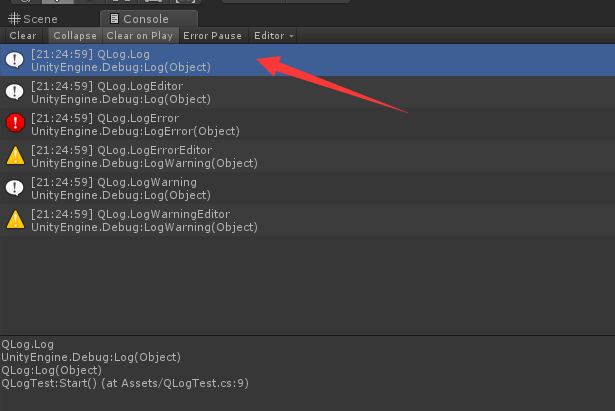 Scene Console
Clear Collapse Clear on Play Error Pause Editor
[21:24:59] QLog.Log
UnityEngine.Debug:Log(Object)
[21:24:59] QLog.LogEditor
UnityEngine.Debug:Log(Object)
[21:24:59] QLog.LogError
UnityEngine.Debug:LogError(Object)
[21:24:59] QLog.LogErrorEditor
UnityEngine.Debug:LogWarning(Object)
[21:24:59] QLog.LogWarning
UnityEngine.Debug:Log(Object)
[21:24:59] QLog.LogWarningEditor
UnityEngine.Debug:LogWarning(Object)
QLog.Log
UnityEngine.Debug:Log(Object)
QLog:Log(Object)
QLogTest:Start() (at Assets/QLogTest.cs:9)